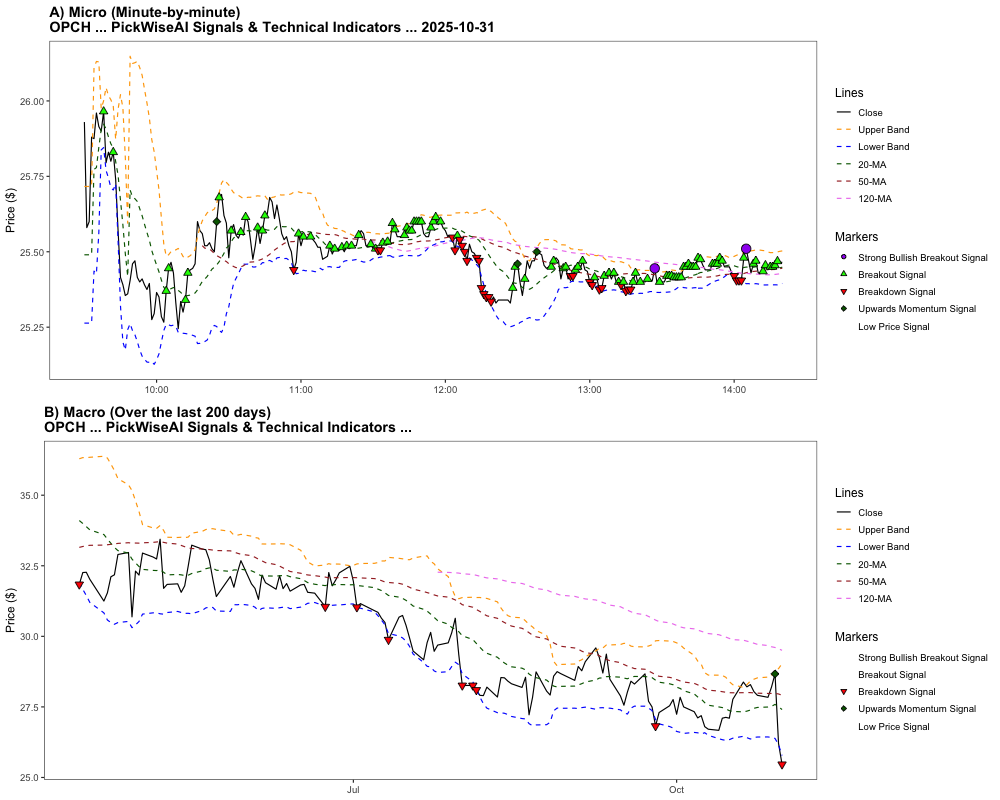 A) Micro (Minute-by-minute)
OPCH ... PickWiseAI Signals & Technical Indicators ... 2025-10-31
Price ($)
26.00
25.75
25.50
25.25
10:00
11:00
12:00
13:00
14:00
Lines
Close
Upper Band
Lower Band
20-MA
50-MA
120-MA
Markers
Strong Bullish Breakout Signal
Breakout Signal
Breakdown Signal
Upwards Momentum Signal
Low Price Signal
B) Macro (Over the last 200 days)
OPCH ... PickWiseAI Signals & Technical Indicators ...
Price ($)
35.0
32.5
30.0
27.5
25.0
Jul
Oct
Lines
Close
Upper Band
Lower Band
20-MA
50-MA
120-MA
Markers
Strong Bullish Breakout Signal
Breakout Signal
Breakdown Signal
Upwards Momentum Signal
Low Price Signal